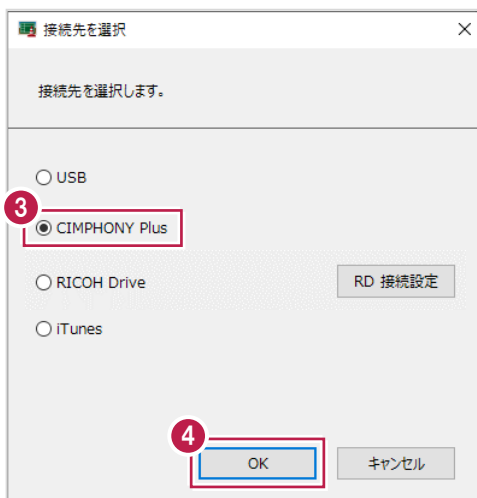 接続先を選択
接続先を選択します。
USB
3
CIMPHONY Plus
RICOH Drive
RD 接続設定
iTunes
4
OK
キャンセル